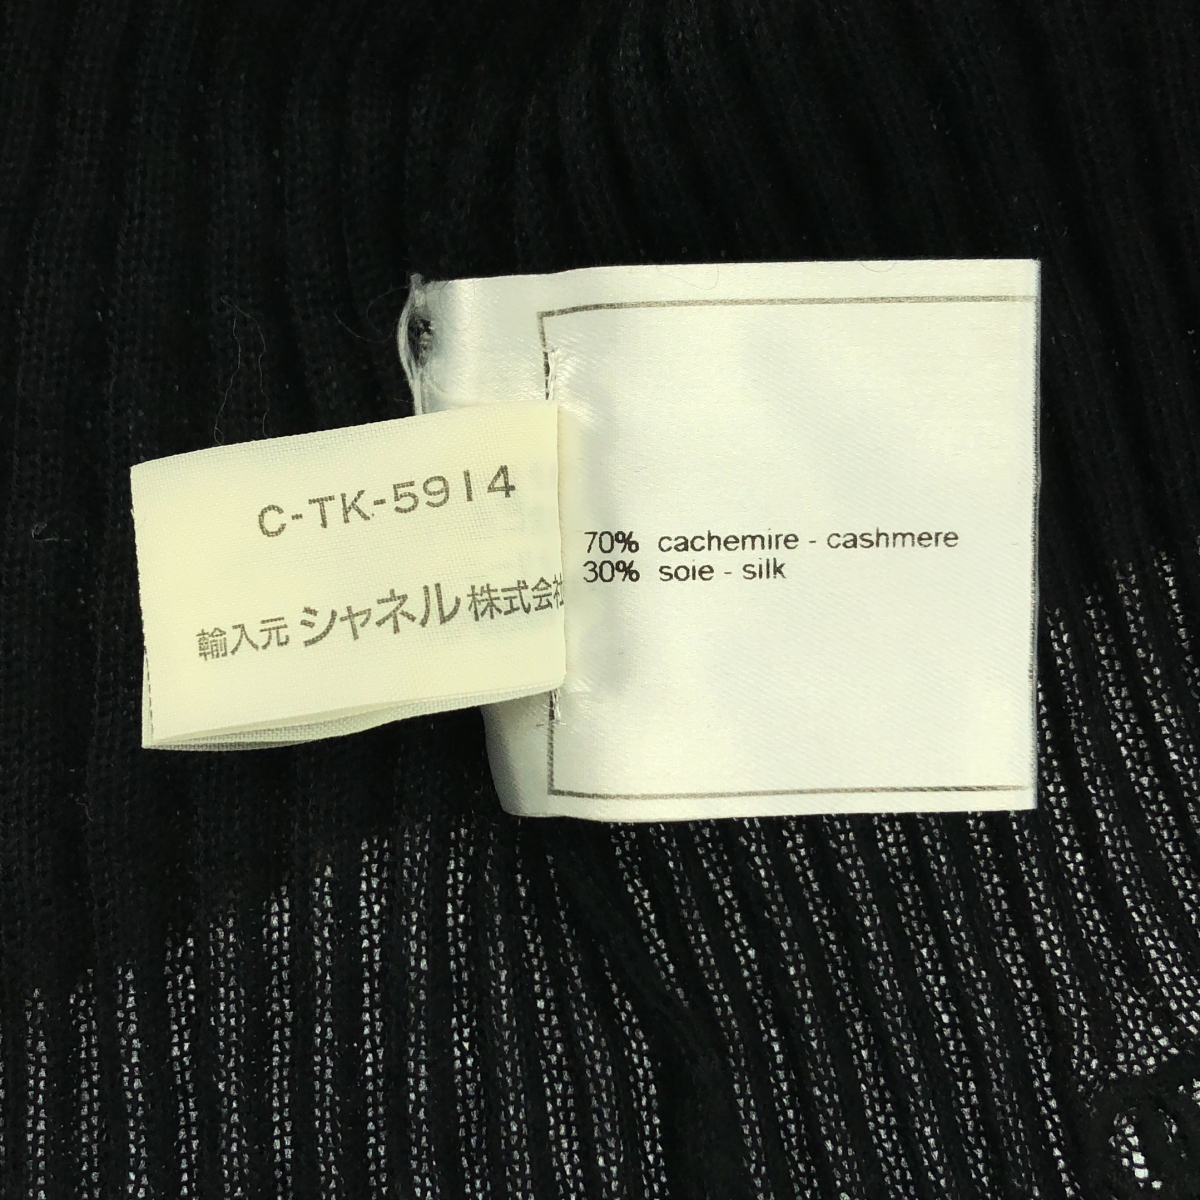 C-TK-5914
輸入元 シャネル 株式会社
70% cachemire - cashmere
30% soie - silk